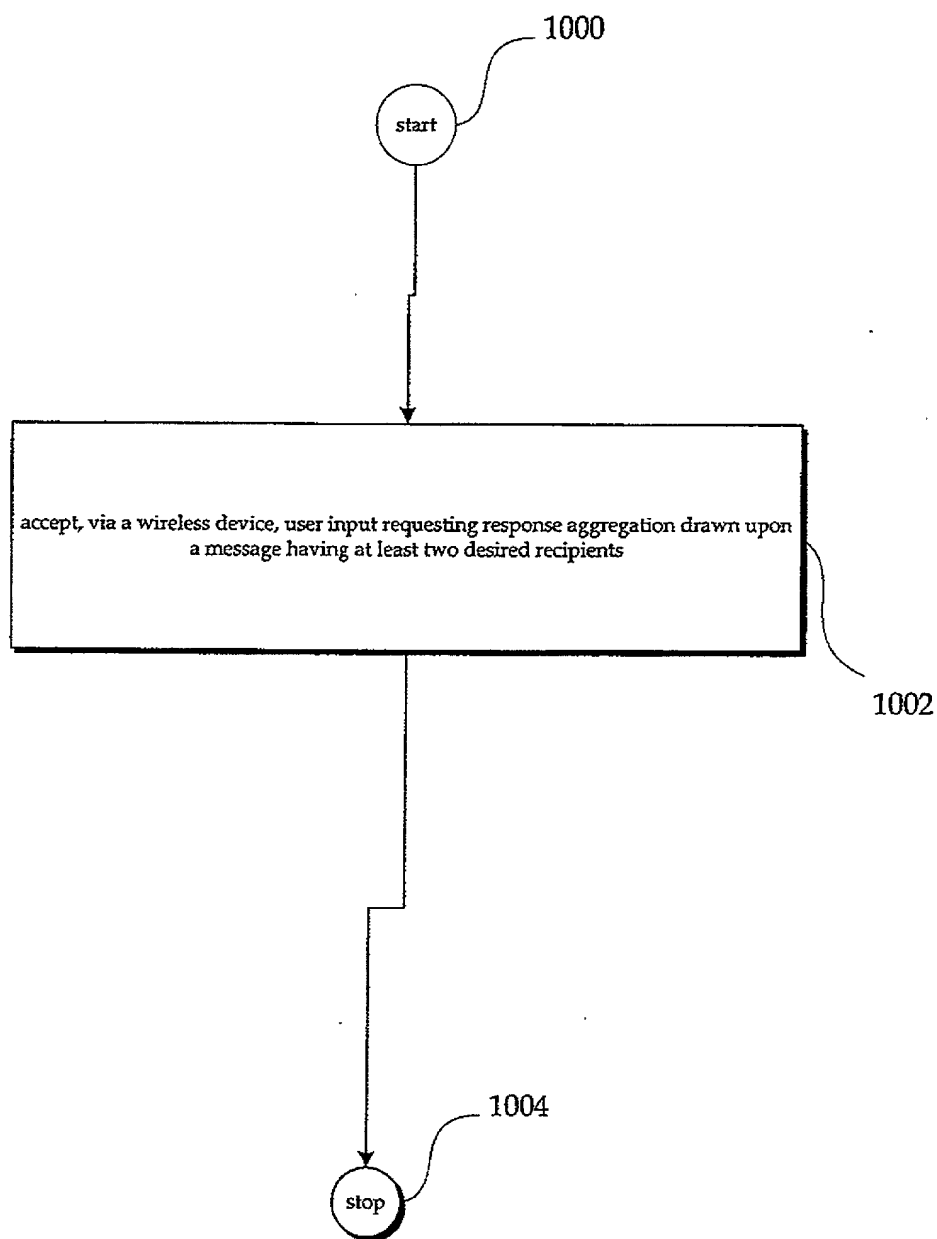 1000
start
accept, via a wireless device, user input requesting response aggregation drawn upon
a message having at least two desired recipients
1002
1004
stop